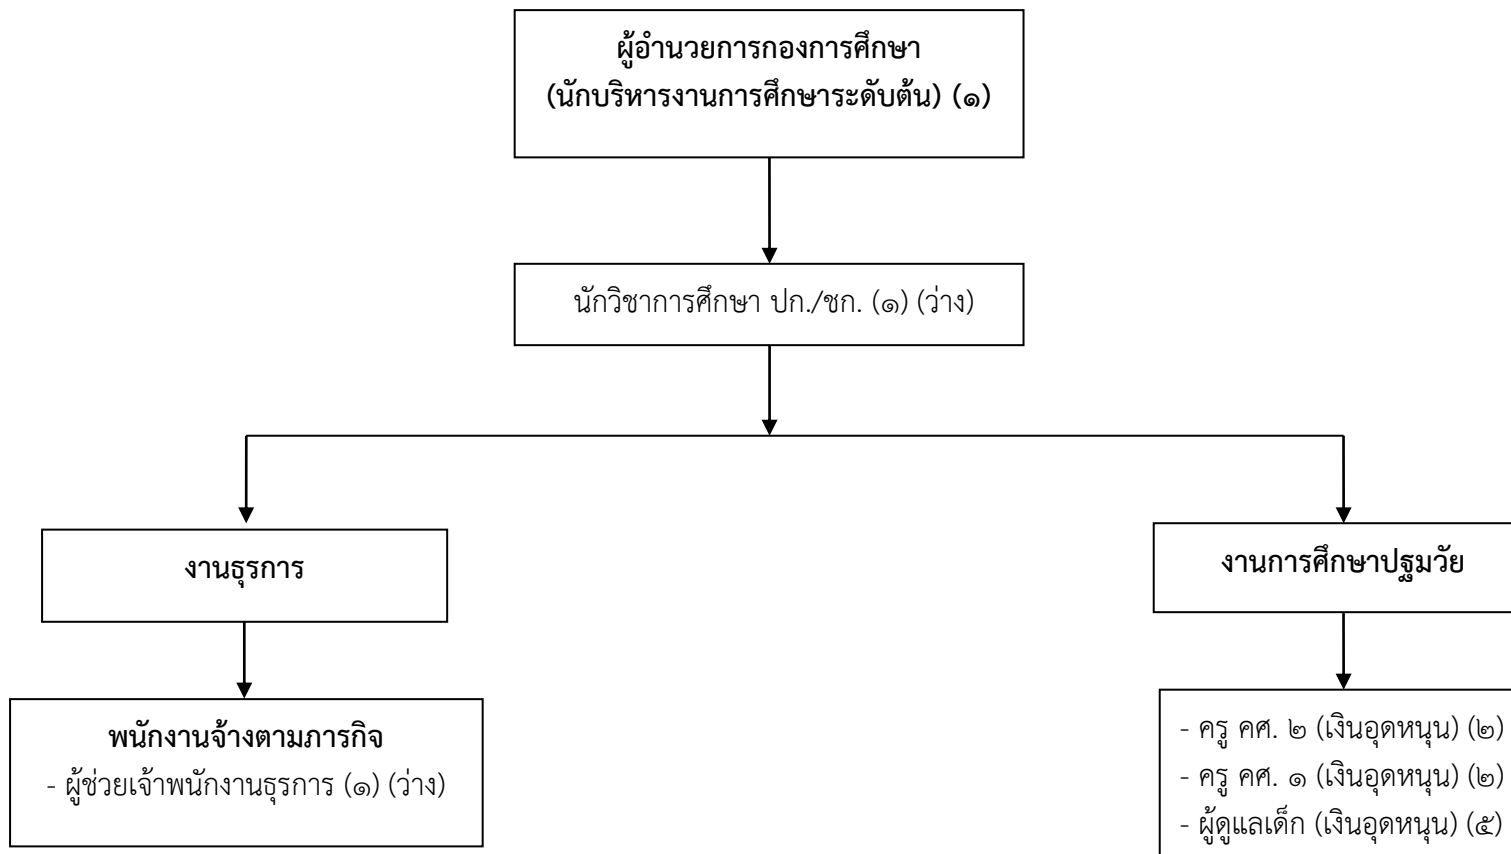 ผู้อำนวยการกองการศึกษา
(นักบริหารงานการศึกษาระดับต้น) (๑)
นักวิชาการศึกษา ปก./ชก. (๑) (ว่าง)
งานธุรการ
งานการศึกษาปฐมวัย
พนักงานจ้างตามภารกิจ
- ผู้ช่วยเจ้าพนักงานธุรการ (๑) (ว่าง)
- ครู คศ. ๒ (เงินอุดหนุน) (๒)
- ครู คศ. ๑ (เงินอุดหนุน) (๒)
- ผู้ดูแลเด็ก (เงินอุดหนุน) (๕)